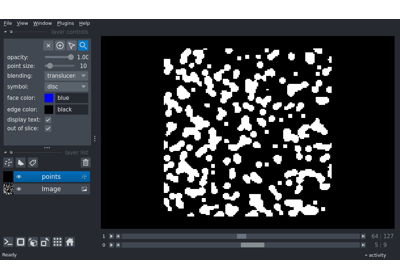 File View Window Plugins Help
layer controls
opacity: 1.00
point size: 10
blending: translucen
symbol: disc
face color: blue
edge color: black
display text:
out of slice:
layer list
points
Image
1 64 127
0 5 9
Ready activity